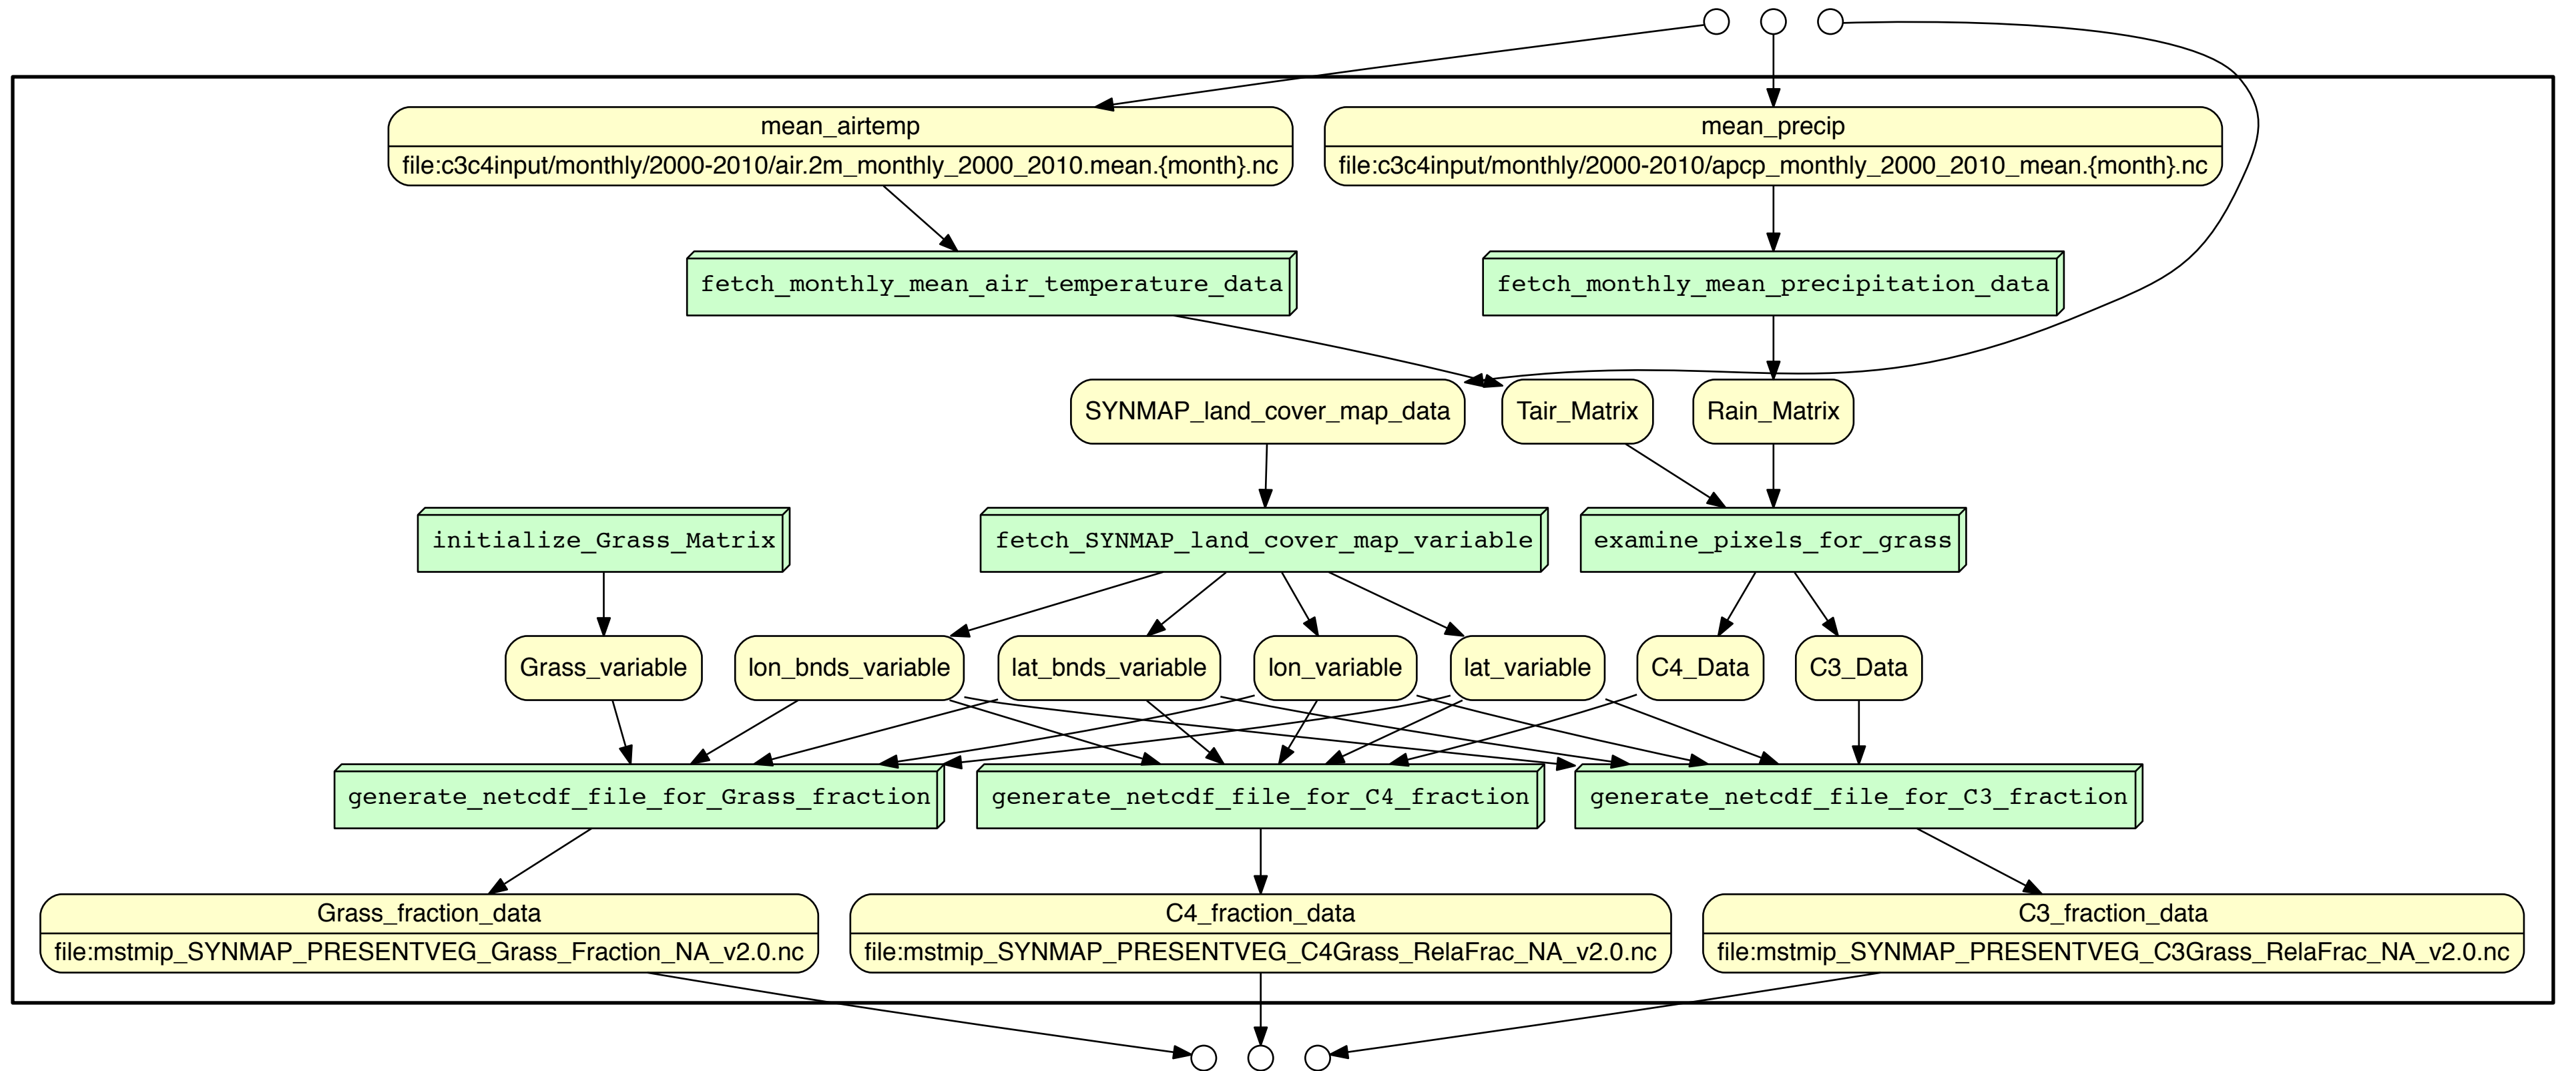 mean_airtemp
file:c3c4input/monthly/2000-2010/air.2m_monthly_2000_2010.mean.{month}.nc
mean_precip
file:c3c4input/monthly/2000-2010/apcp_monthly_2000_2010_mean.{month}.nc
fetch_monthly_mean_air_temperature_data
fetch_monthly_mean_precipitation_data
SYNMAP_land_cover_map_data
Tair_Matrix
Rain_Matrix
initialize_Grass_Matrix
fetch_SYNMAP_land_cover_map_variable
examine_pixels_for_grass
Grass_variable
lon_bnds_variable
lat_bnds_variable
lon_variable
lat_variable
C4_Data
C3_Data
generate_netcdf_file_for_Grass_fraction
generate_netcdf_file_for_C4_fraction
generate_netcdf_file_for_C3_fraction
Grass_fraction_data
file:mstmip_SYNMAP_PRESENTVEG_Grass_Fraction_NA_v2.0.nc
C4_fraction_data
file:mstmip_SYNMAP_PRESENTVEG_C4Grass_RelaFrac_NA_v2.0.nc
C3_fraction_data
file:mstmip_SYNMAP_PRESENTVEG_C3Grass_RelaFrac_NA_v2.0.nc